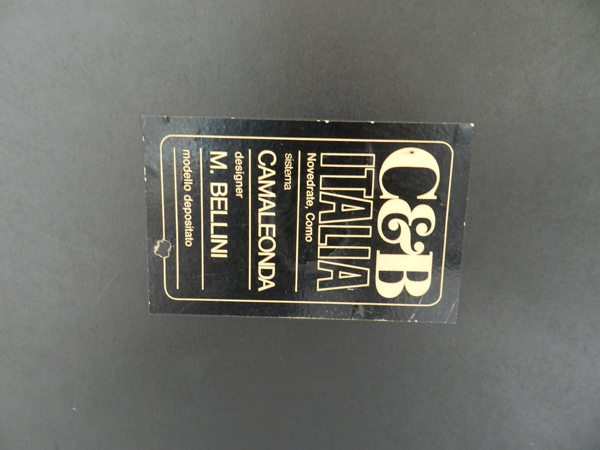 C&B
ITALIA
Novedrate, Como
sistema
CAMALEONDA
designer
M. BELLINI
modello depositato